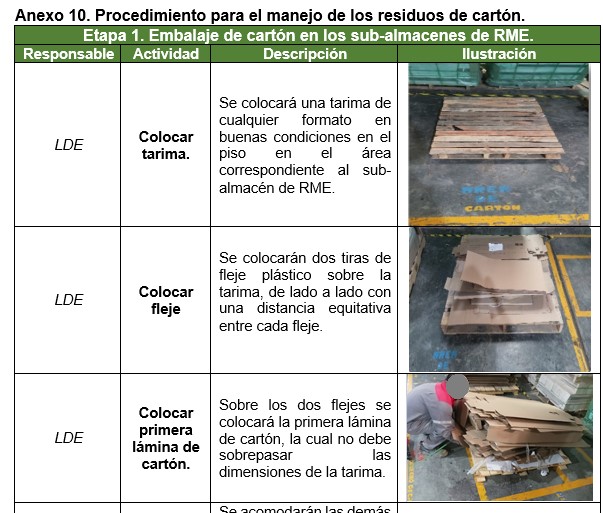 Anexo 10. Procedimiento para el manejo de los residuos de cartón.
Etapa 1. Embalaje de cartón en los sub-almacenes de RME.
Responsable Actividad Descripción Ilustración
LDE
Colocar
tarima.
Se colocará una tarima de
cualquier formato en
buenas condiciones en el
piso en el área
correspondiente al sub-
almacén de RME.
AREA
DE
CARTON
LDE
Colocar
fleje
Se colocarán dos tiras de
fleje plástico sobre la
tarima, de lado a lado con
una distancia equitativa
entre cada fleje.
AREA
LDE
Colocar
primera
lámina de
cartón.
Sobre los dos flejes se
colocará la primera lámina
de cartón, la cual no debe
sobrepasar las
dimensiones de la tarima.
Se acomodarán las demás